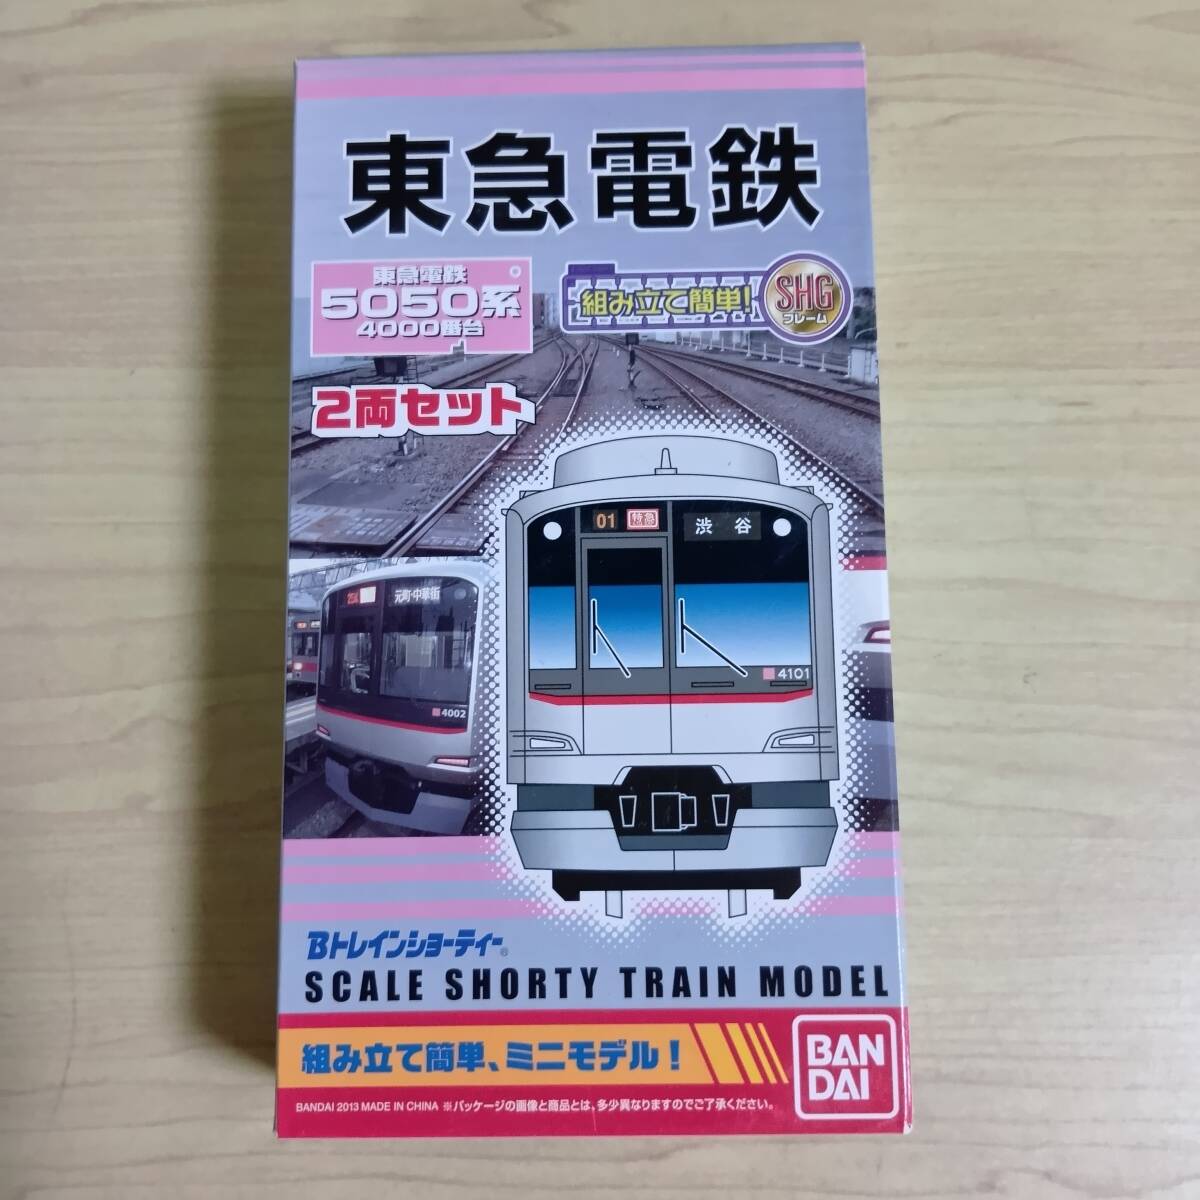 東急電鉄
東急電鉄
5050系
4000番台
組み立て簡単!
SHG
フレーム
2両セット
01 特急 渋谷
4101
元町・中華街
4002
Bトレインショーティー®
SCALE SHORTY TRAIN MODEL
組み立て簡単、ミニモデル!
BAN
DAI
BANDAI 2013 MADE IN CHINA ※パッケージの画像と商品とは、多少異なりますのでご了承ください。